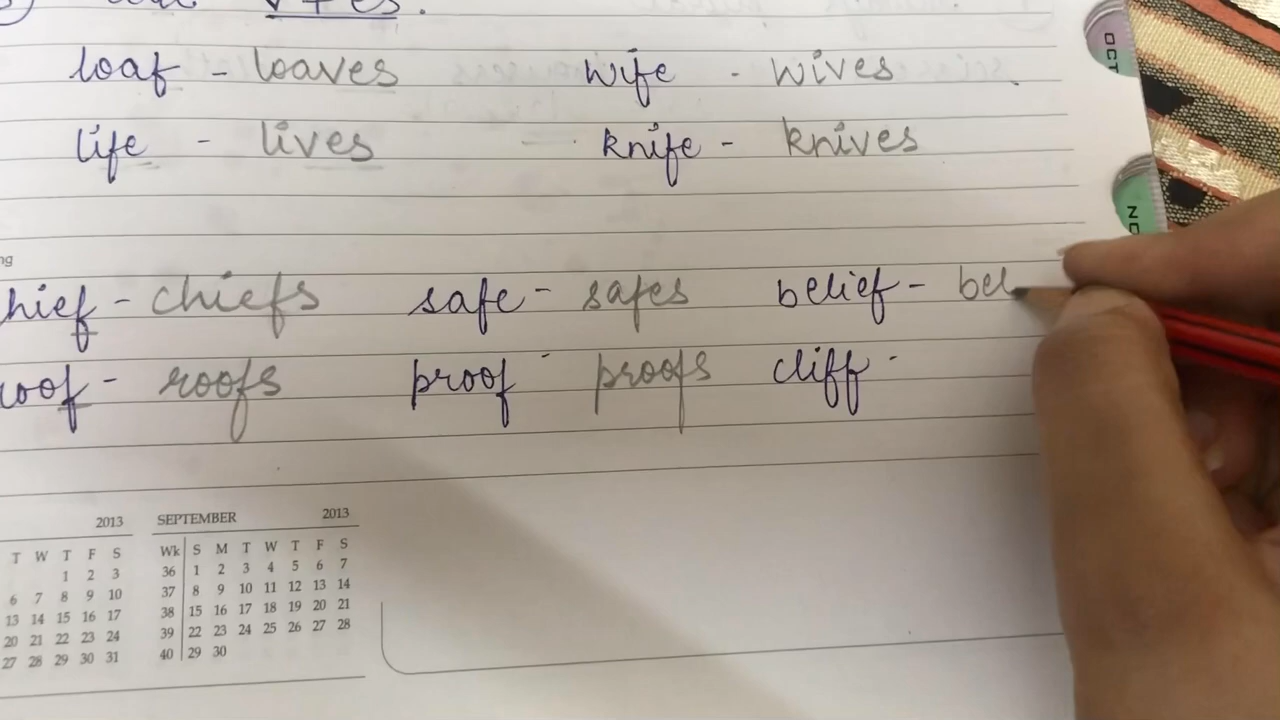 loaf - loaves wife - wives
life - lives knife - knives
hief - chiefs safe - safes belief - bel
oof - roofs proof - proofs cliff -
2013 SEPTEMBER 2013
T W T F S Wk S M T W T F S
1 2 3 36 1 2 3 4 5 6 7
6 7 8 9 10 37 8 9 10 11 12 13 14
13 14 15 16 17 38 15 16 17 18 19 20 21
20 21 22 23 24 39 22 23 24 25 26 27 28
27 28 29 30 31 40 29 30
OCT